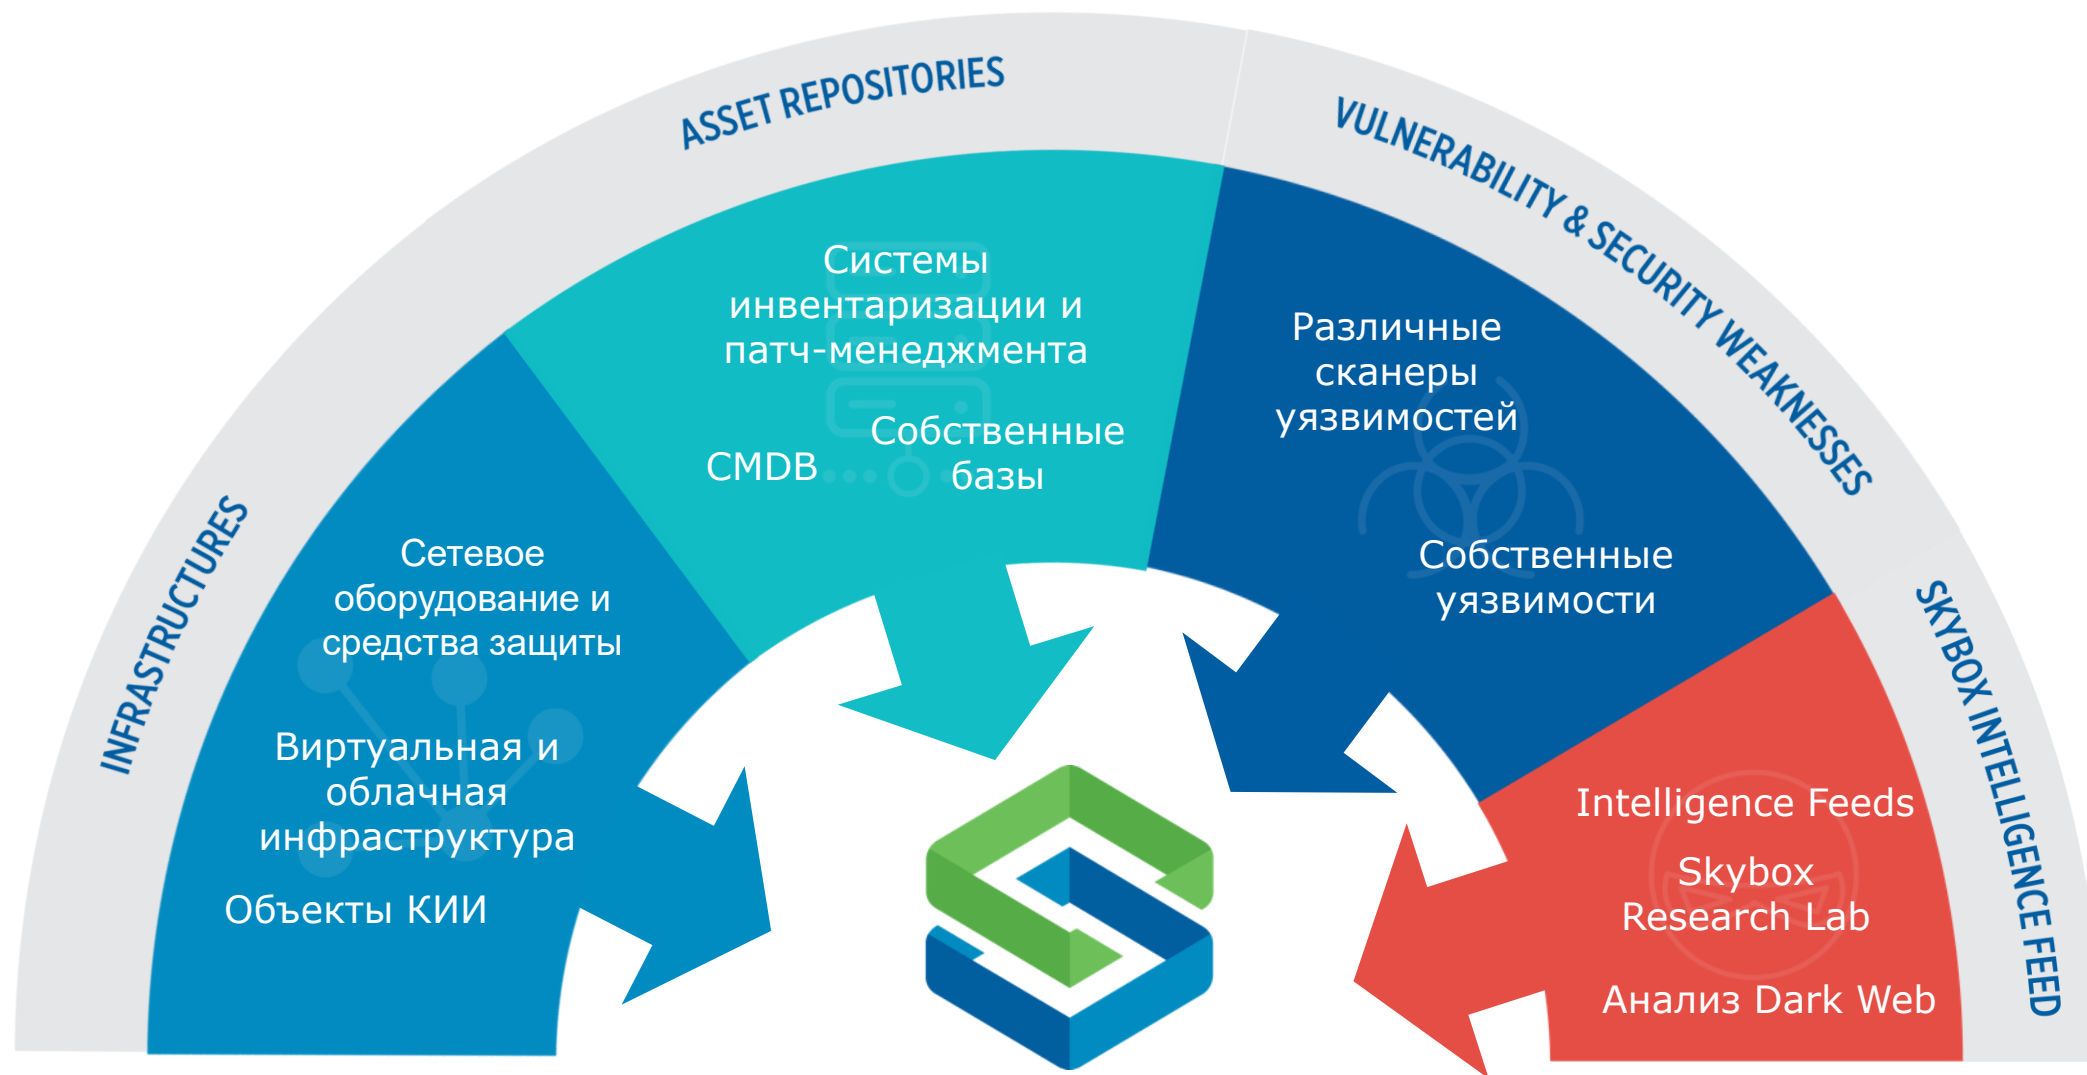 INFRASTRUCTURES
Сетевое
оборудование и
средства защиты
Виртуальная и
облачная
инфраструктура
Объекты КИИ
ASSET REPOSITORIES
Системы
инвентаризации и
патч-менеджмента
CMDB
Собственные
базы
VULNERABILITY & SECURITY WEAKNESSES
Различные
сканеры
уязвимостей
Собственные
уязвимости
SKYBOX INTELLIGENCE FEED
Intelligence Feeds
Skybox
Research Lab
Анализ Dark Web